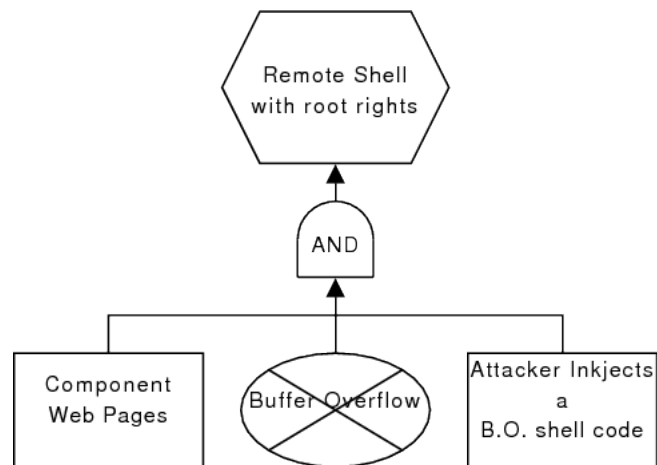 Remote Shell
with root rights
AND
Component
Web Pages
Buffer Overflow
Attacker Inkjects
a
B.O. shell code